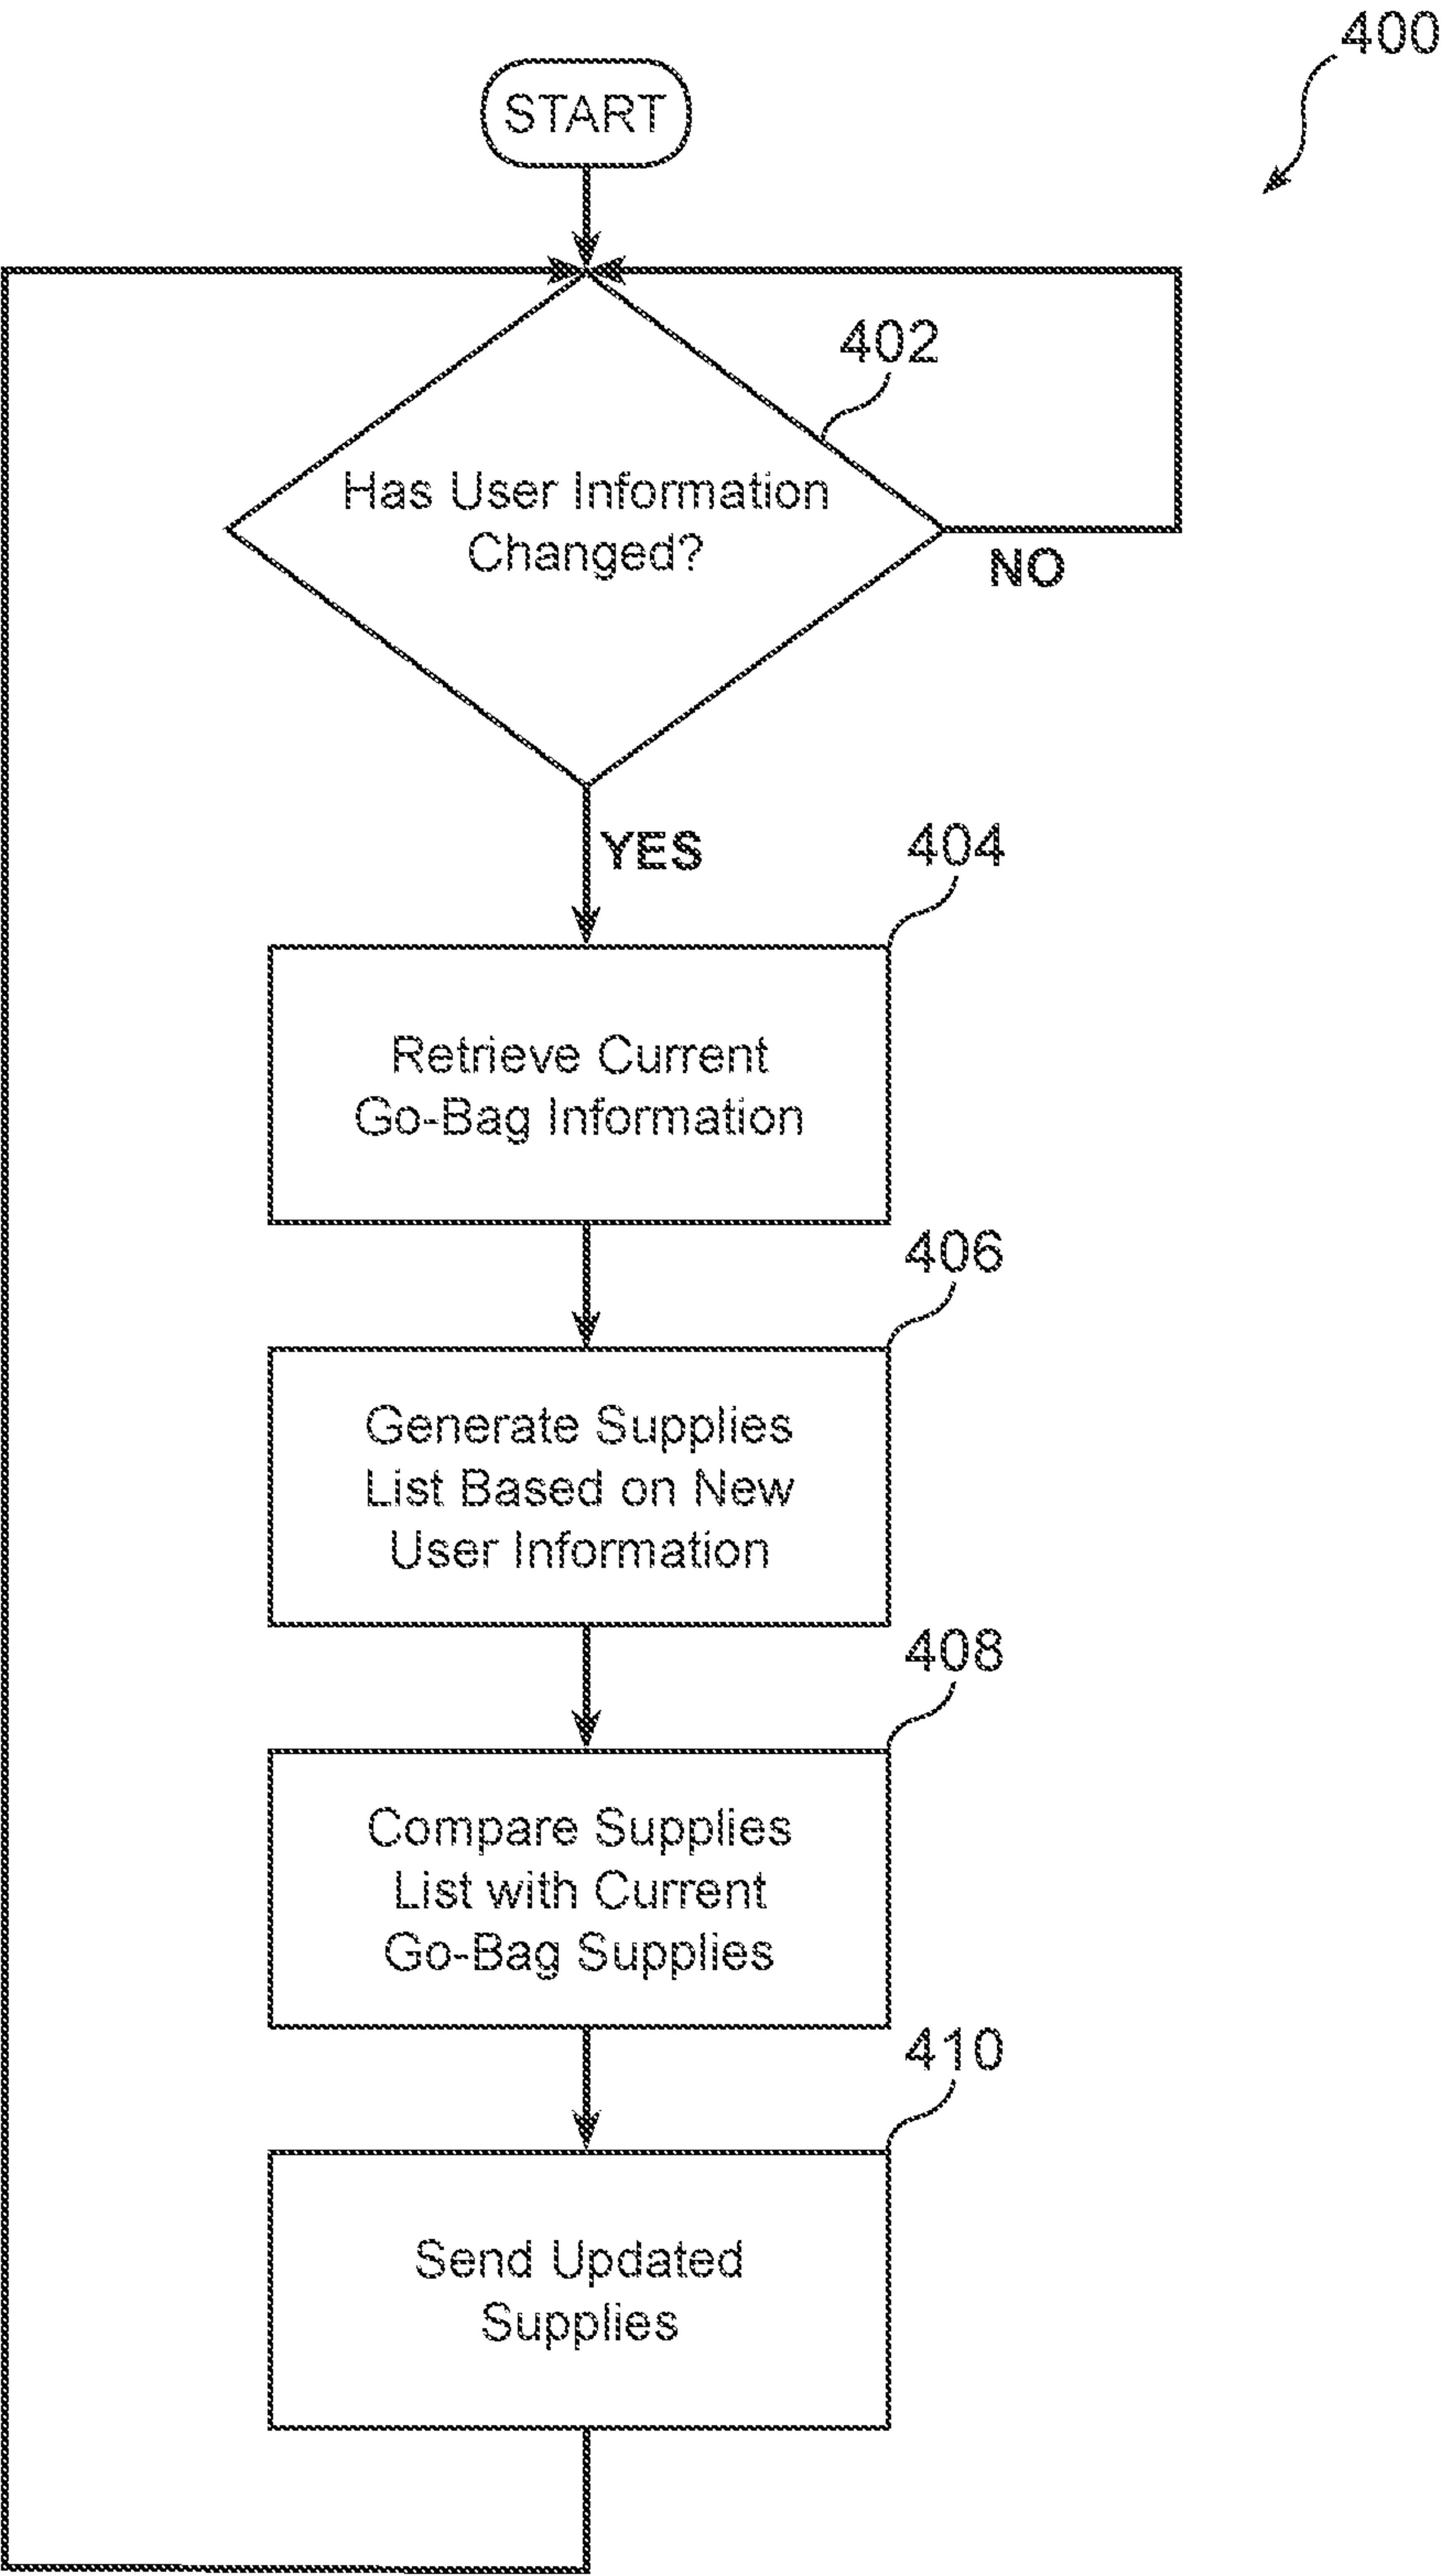 400
START
402
Has User Information
Changed?
NO
YES
404
Retrieve Current
Go-Bag Information
406
Generate Supplies
List Based on New
User Information
408
Compare Supplies
List with Current
Go-Bag Supplies
410
Send Updated
Supplies